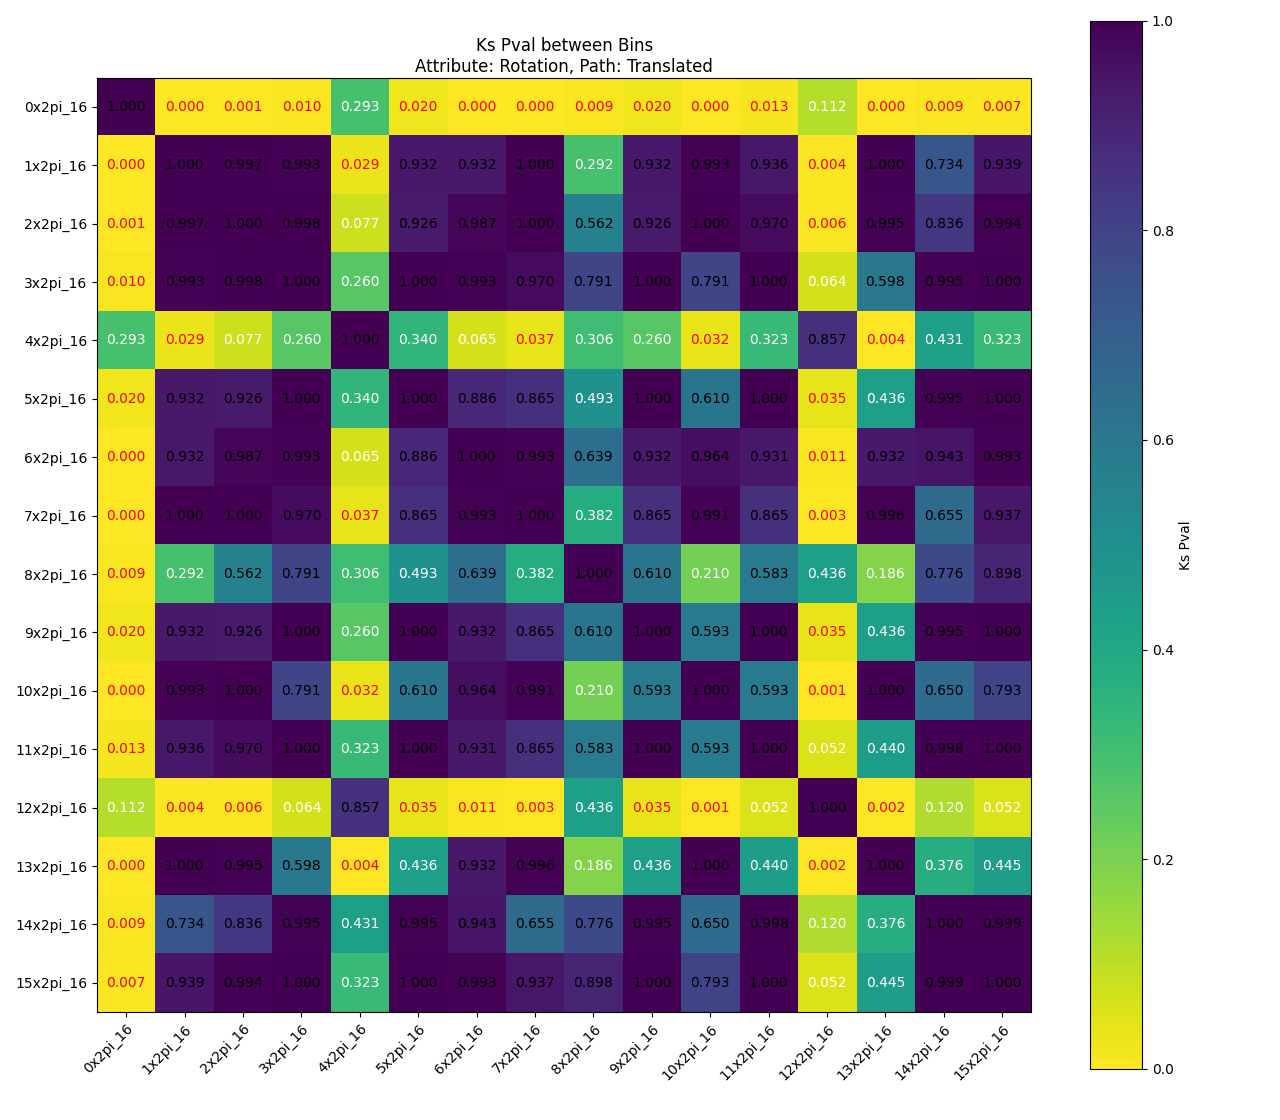 Ks Pval between Bins
Attribute: Rotation, Path: Translated
0x2pi_16 1.000 0.000 0.001 0.010 0.293 0.020 0.000 0.000 0.009 0.020 0.000 0.013 0.112 0.000 0.009 0.007
1x2pi_16 0.000 1.000 0.997 0.993 0.029 0.932 0.932 1.000 0.292 0.932 0.993 0.936 0.004 1.000 0.734 0.939
2x2pi_16 0.001 0.997 1.000 0.998 0.077 0.926 0.987 1.000 0.562 0.926 1.000 0.970 0.006 0.995 0.836 0.994
3x2pi_16 0.010 0.993 0.998 1.000 0.260 1.000 0.993 0.970 0.791 1.000 0.791 1.000 0.064 0.598 0.995 1.000
4x2pi_16 0.293 0.029 0.077 0.260 1.000 0.340 0.065 0.037 0.306 0.260 0.032 0.323 0.857 0.004 0.431 0.323
5x2pi_16 0.020 0.932 0.926 1.000 0.340 1.000 0.886 0.865 0.493 1.000 0.610 1.000 0.035 0.436 0.995 1.000
6x2pi_16 0.000 0.932 0.987 0.993 0.065 0.886 1.000 0.993 0.639 0.932 0.964 0.931 0.011 0.932 0.943 0.993
7x2pi_16 0.000 1.000 1.000 0.970 0.037 0.865 0.993 1.000 0.382 0.865 0.991 0.865 0.003 0.996 0.655 0.937
8x2pi_16 0.009 0.292 0.562 0.791 0.306 0.493 0.639 0.382 1.000 0.610 0.210 0.583 0.436 0.186 0.776 0.898
9x2pi_16 0.020 0.932 0.926 1.000 0.260 1.000 0.932 0.865 0.610 1.000 0.593 1.000 0.035 0.436 0.995 1.000
10x2pi_16 0.000 0.993 1.000 0.791 0.032 0.610 0.964 0.991 0.210 0.593 1.000 0.593 0.001 1.000 0.650 0.793
11x2pi_16 0.013 0.936 0.970 1.000 0.323 1.000 0.931 0.865 0.583 1.000 0.593 1.000 0.052 0.440 0.998 1.000
12x2pi_16 0.112 0.004 0.006 0.064 0.857 0.035 0.011 0.003 0.436 0.035 0.001 0.052 1.000 0.002 0.120 0.052
13x2pi_16 0.000 1.000 0.995 0.598 0.004 0.436 0.932 0.996 0.186 0.436 1.000 0.440 0.002 1.000 0.376 0.445
14x2pi_16 0.009 0.734 0.836 0.995 0.431 0.995 0.943 0.655 0.776 0.995 0.650 0.998 0.120 0.376 1.000 0.999
15x2pi_16 0.007 0.939 0.994 1.000 0.323 1.000 0.993 0.937 0.898 1.000 0.793 1.000 0.052 0.445 0.999 1.000
0x2pi_16 1x2pi_16 2x2pi_16 3x2pi_16 4x2pi_16 5x2pi_16 6x2pi_16 7x2pi_16 8x2pi_16 9x2pi_16 10x2pi_16 11x2pi_16 12x2pi_16 13x2pi_16 14x2pi_16 15x2pi_16
1.0
0.8
0.6
0.4
0.2
0.0
Ks Pval